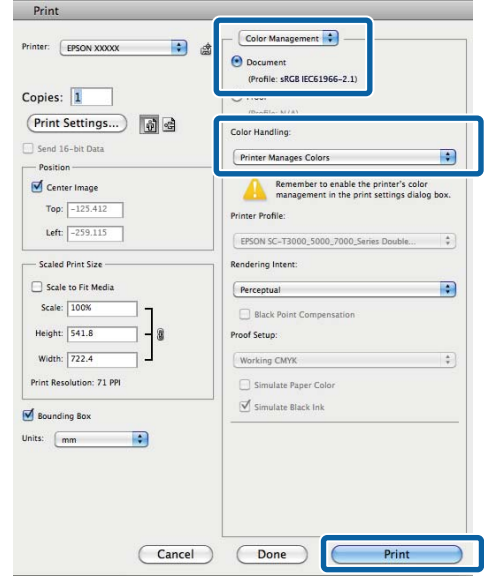 Print
Printer: EPSON XXXXX
Copies: 1
Print Settings...
Send 16-bit Data
Position
Center Image
Top: -125.412
Left: -259.115
Scaled Print Size
Scale to Fit Media
Scale: 100%
Height: 541.8
Width: 722.4
Print Resolution: 71 PPI
Bounding Box
Units: mm
Color Management
Document
(Profile: sRGB IEC61966-2.1)
Color Handling:
Printer Manages Colors
Remember to enable the printer's color
management in the print settings dialog box.
Printer Profile:
EPSON SC-T3000_5000_7000_Series Double...
Rendering Intent:
Perceptual
Black Point Compensation
Proof Setup:
Working CMYK
Simulate Paper Color
Simulate Black Ink
Cancel
Done
Print